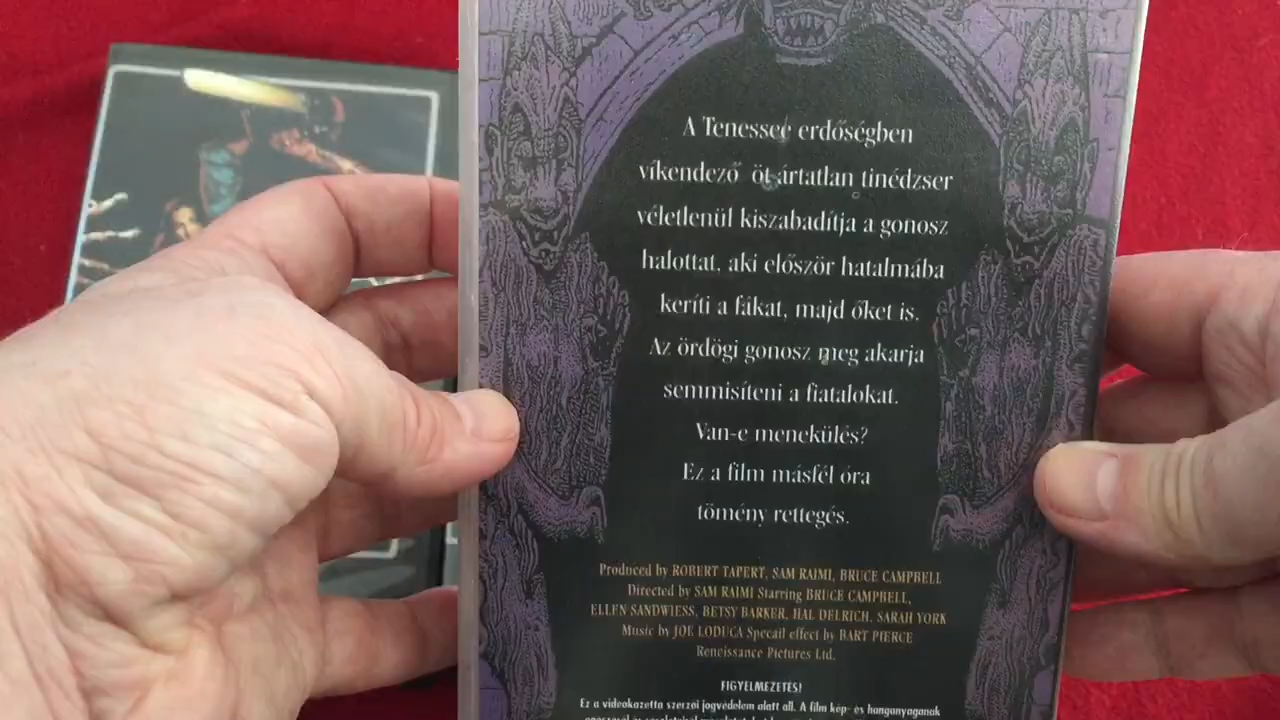 A Tenessee erdőségben
víkendező öt ártatlan tinédzser
véletlenül kiszabadítja a gonosz
halottat, aki először hatalmába
keríti a fákat, majd őket is.
Az ördögi gonosz meg akarja
semmisíteni a fiatalokat.
Van-e menekülés?
Ez a film másfél óra
tömény rettegés.
Produced by ROBERT TAPERT, SAM RAIMI, BRUCE CAMPBELL
Directed by SAM RAIMI Starring BRUCE CAMPBELL,
ELLEN SANDWIESS, BETSY BARKER, HAL DELRICH, SARAH YORK
Music by JOE LODUCA Specail effect by BART PIERCE
Reneissance Pictures Ltd.
FIGYELMEZETÉS!
Ez a videokazetta szerzői jogvédelem alatt áll. A film kép- és hanganyagának